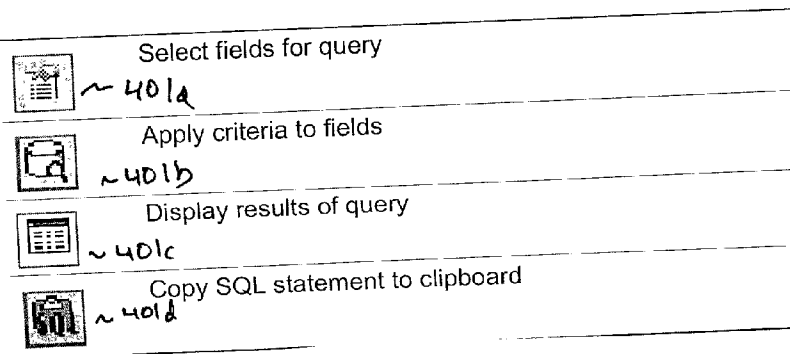 Select fields for query
~ 401a
Apply criteria to fields
~401b
Display results of query
~ 401c
Copy SQL statement to clipboard
SQL ~ 401d